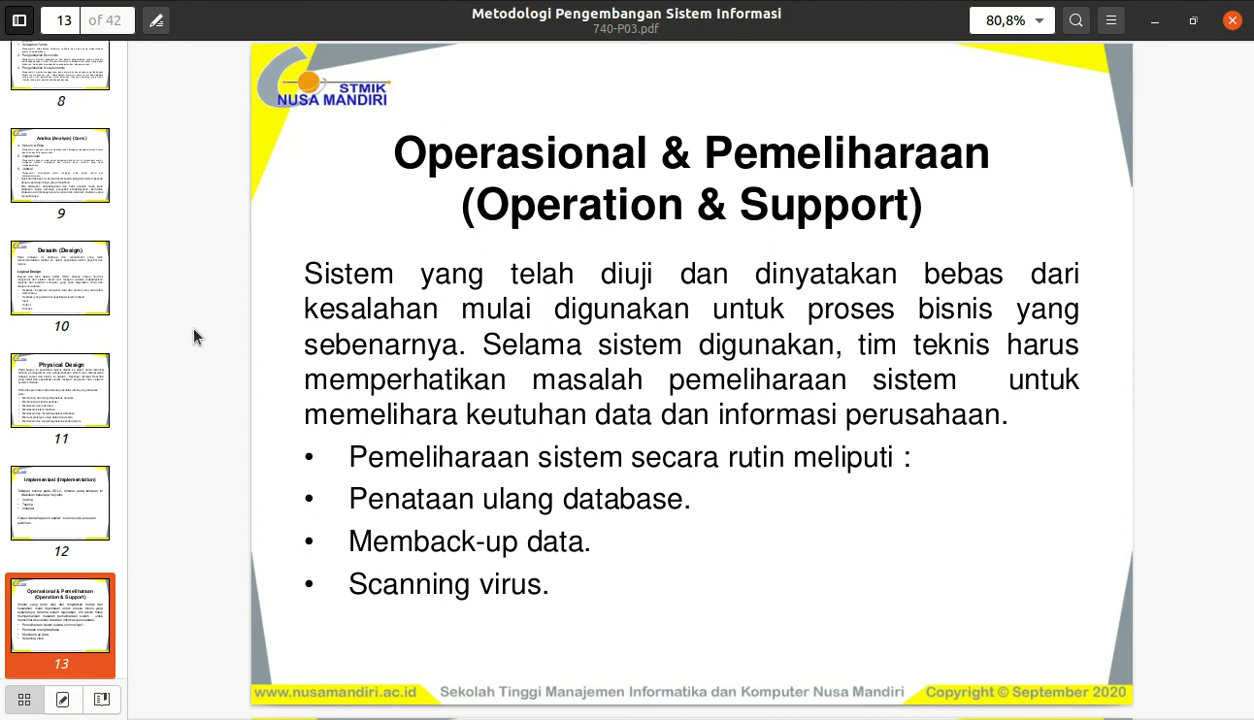 13
of 42
Metodologi Pengembangan Sistem Informasi
740-P03.pdf
80,8%
8
Analisa (Analysis) (Cont.)
9
Desain (Design)
Logical Design
10
Physical Design
11
Implementasi (Implementation)
12
Operasional & Pemeliharaan
(Operation & Support)
13
STMIK
NUSA MANDIRI
Operasional & Pemeliharaan
(Operation & Support)
Sistem yang telah diuji dan dinyatakan bebas dari
kesalahan mulai digunakan untuk proses bisnis yang
sebenarnya. Selama sistem digunakan, tim teknis harus
memperhatikan masalah pemeliharaan sistem untuk
memelihara keutuhan data dan informasi perusahaan.
• Pemeliharaan sistem secara rutin meliputi :
• Penataan ulang database.
• Memback-up data.
• Scanning virus.
www.nusamandiri.ac.id
Sekolah Tinggi Manajemen Informatika dan Komputer Nusa Mandiri
Copyright © September 2020